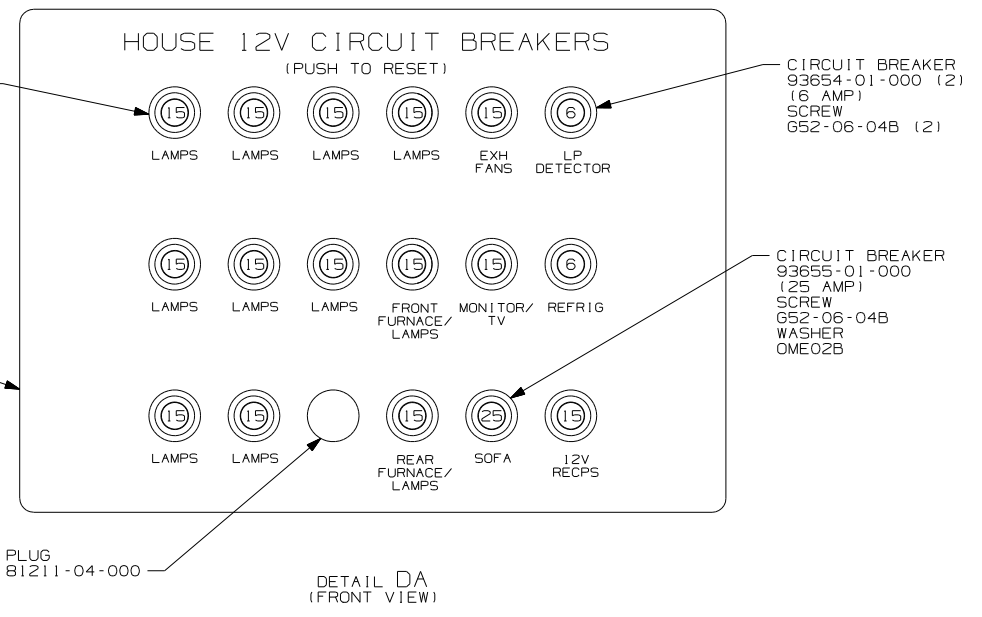 HOUSE 12V CIRCUIT BREAKERS
(PUSH TO RESET)
15 15 15 15 15 6
LAMPS LAMPS LAMPS LAMPS EXH FANS LP DETECTOR
CIRCUIT BREAKER
93654-01-000 (2)
(6 AMP)
SCREW
G52-06-04B (2)
15 15 15 15 15 6
LAMPS LAMPS LAMPS FRONT FURNACE/ LAMPS MONITOR/ TV REFRIG
CIRCUIT BREAKER
93655-01-000
(25 AMP)
SCREW
G52-06-04B
WASHER
OME02B
15 15 15 25 15
LAMPS LAMPS REAR FURNACE/ LAMPS SOFA 12V RECPS
PLUG
81211-04-000
DETAIL DA
(FRONT VIEW)